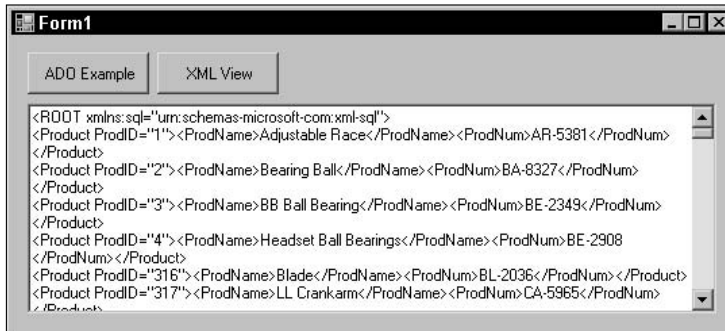 Form1
ADO Example XML View
<ROOT xmlns:sql="urn:schemas-microsoft-com:xml-sql">
<Product ProdID="1"><ProdName>Adjustable Race</ProdName><ProdNum>AR-5381</ProdNum>
</Product>
<Product ProdID="2"><ProdName>Bearing Ball</ProdName><ProdNum>BA-8327</ProdNum>
</Product>
<Product ProdID="3"><ProdName>BB Ball Bearing</ProdName><ProdNum>BE-2349</ProdNum>
</Product>
<Product ProdID="4"><ProdName>Headset Ball Bearings</ProdName><ProdNum>BE-2908
</ProdNum></Product>
<Product ProdID="316"><ProdName>Blade</ProdName><ProdNum>BL-2036</ProdNum></Product>
<Product ProdID="317"><ProdName>LL Crankarm</ProdName><ProdNum>CA-5965</ProdNum>
</Product>